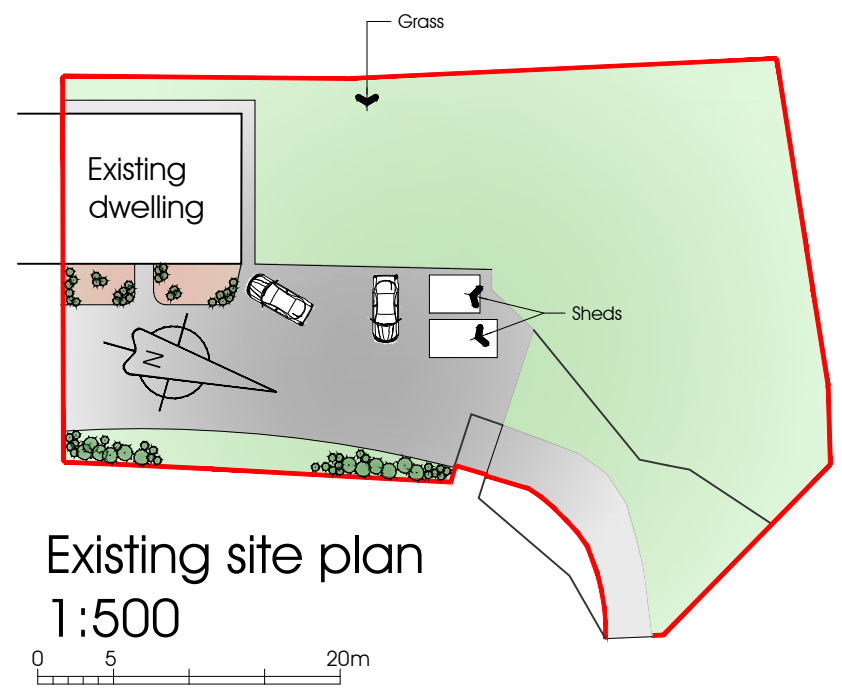 Grass
Existing
dwelling
Sheds
N
Existing site plan
1:500
0 5 20m